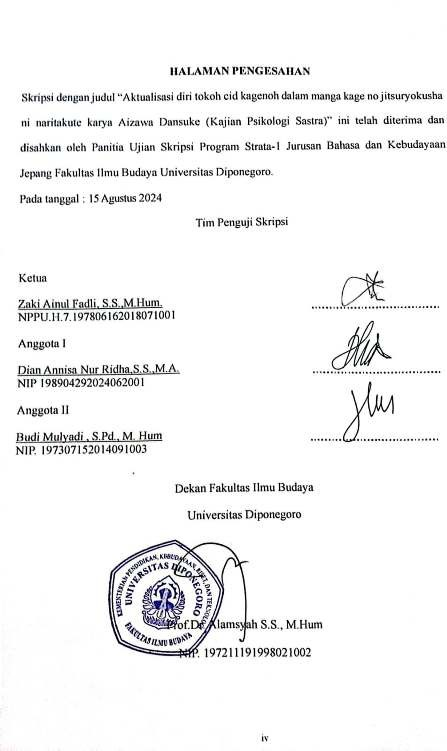 HALAMAN PENGESAHAN
Skripsi dengan judul “Aktualisasi diri tokoh cid kagenoh dalam manga kage no jitsuryokusha
ni naritakute karya Aizawa Dansuke (Kajian Psikologi Sastra)” ini telah diterima dan
disahkan oleh Panitia Ujian Skripsi Program Strata-1 Jurusan Bahasa dan Kebudayaan
Jepang Fakultas Ilmu Budaya Universitas Diponegoro.
Pada tanggal : 15 Agustus 2024
Tim Penguji Skripsi
Ketua
Zaki Ainul Fadli, S.S.,M.Hum.
NPPU.H.7.197806162018071001
Anggota I
Dian Annisa Nur Ridha,S.S.,M.A.
NIP 198904292024062001
Anggota II
Budi Mulyadi , S.Pd., M. Hum
NIP. 197307152014091003
Dekan Fakultas Ilmu Budaya
Universitas Diponegoro
KEMENTERIAN PENDIDIKAN, KEBUDAYAAN, RISET, DAN TEKNOLOGI
UNIVERSITAS DIPONEGORO
FAKULTAS ILMU BUDAYA
Prof.Dr. Alamsyah S.S., M.Hum
NIP. 197211191998021002
iv